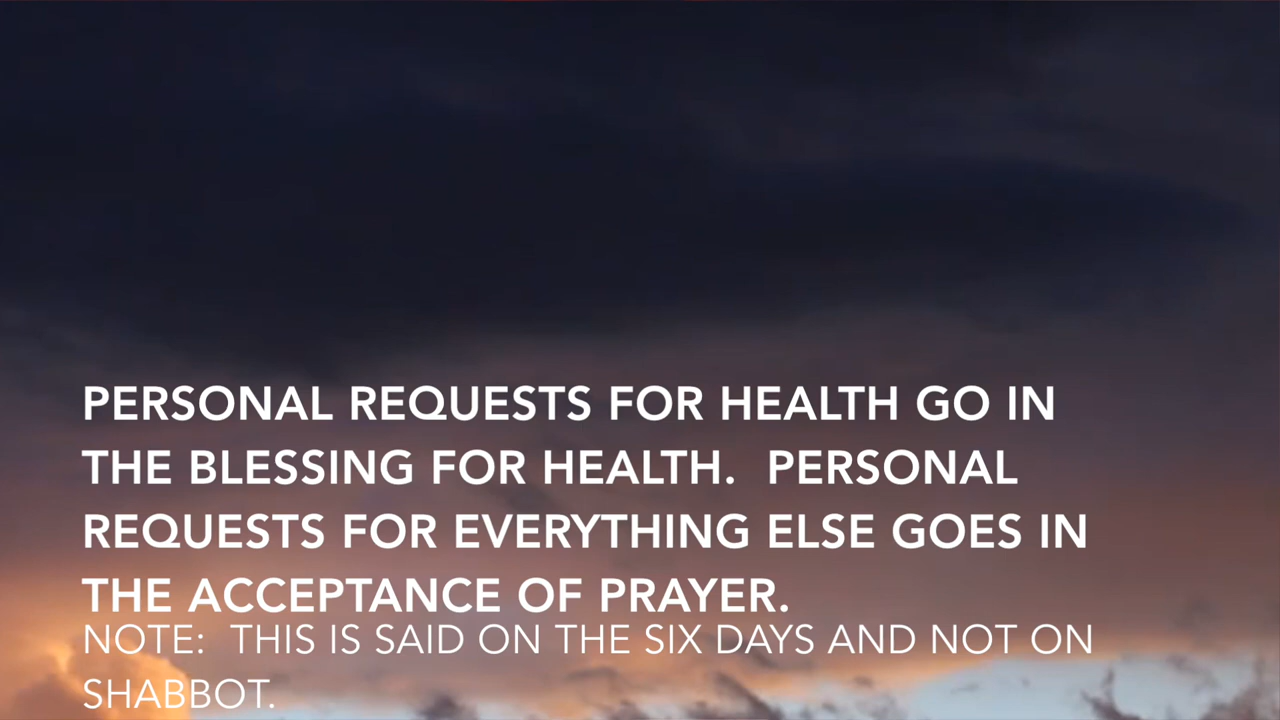 PERSONAL REQUESTS FOR HEALTH GO IN
THE BLESSING FOR HEALTH.  PERSONAL
REQUESTS FOR EVERYTHING ELSE GOES IN
THE ACCEPTANCE OF PRAYER.
NOTE:  THIS IS SAID ON THE SIX DAYS AND NOT ON
SHABBOT.